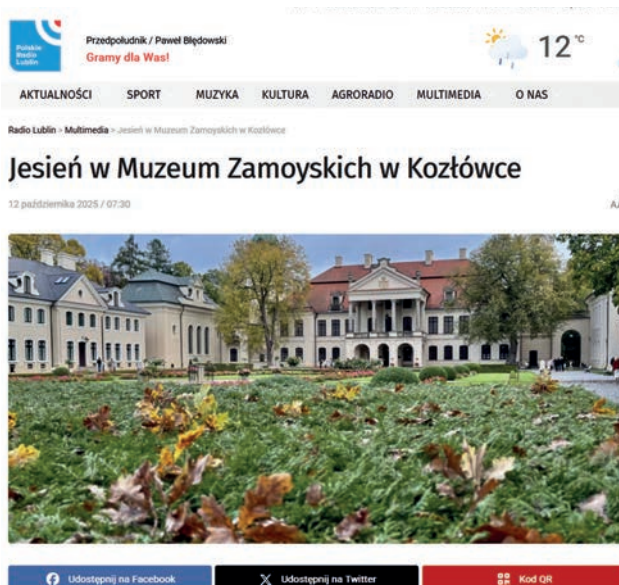 Polskie
Radio
Lublin
Przedpołudnik / Paweł Błędowski
Gramy dla Was!
12 °C
AKTUALNOŚCI SPORT MUZYKA KULTURA AGRORADIO MULTIMEDIA O NAS
Radio Lublin > Multimedia > Jesień w Muzeum Zamoyskich w Kozłówce
Jesień w Muzeum Zamoyskich w Kozłówce
12 października 2025 / 07:30
Udostępnij na Facebook
Udostępnij na Twitter
Kod QR